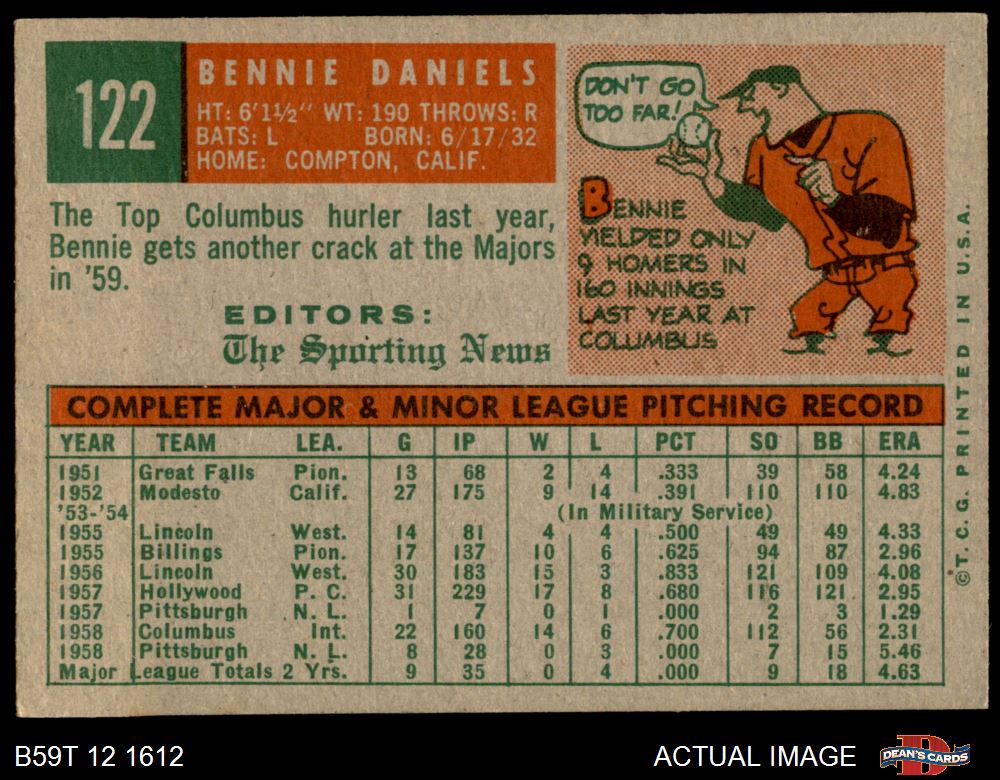 122
BENNIE DANIELS
HT: 6'1½" WT: 190 THROWS: R
BATS: L BORN: 6/17/32
HOME: COMPTON, CALIF.
The Top Columbus hurler last year,
Bennie gets another crack at the Majors
in '59.
EDITORS:
The Sporting News
DON'T GO
TOO FAR!
BENNIE
YIELDED ONLY
9 HOMERS IN
160 INNINGS
LAST YEAR AT
COLUMBUS
COMPLETE MAJOR & MINOR LEAGUE PITCHING RECORD
YEAR TEAM LEA. G IP W L PCT SO BB ERA
1951 Great Falls Pion. 13 68 2 4 .333 39 58 4.24
1952 Modesto Calif. 27 175 9 14 .391 110 110 4.83
'53-'54 (In Military Service)
1955 Lincoln West. 14 81 4 4 .500 49 49 4.33
1955 Billings Pion. 17 137 10 6 .625 94 87 2.96
1956 Lincoln West. 30 183 15 3 .833 121 109 4.08
1957 Hollywood P. C. 31 229 17 8 .680 116 121 2.95
1957 Pittsburgh N. L. 1 7 0 1 .000 2 3 1.29
1958 Columbus Int. 22 160 14 6 .700 112 56 2.31
1958 Pittsburgh N. L. 8 28 0 3 .000 7 15 5.46
Major League Totals 2 Yrs. 9 35 0 4 .000 9 18 4.63
©T. C. G. PRINTED IN U.S.A.
B59T 12 1612
ACTUAL IMAGE
DEAN'S CARDS